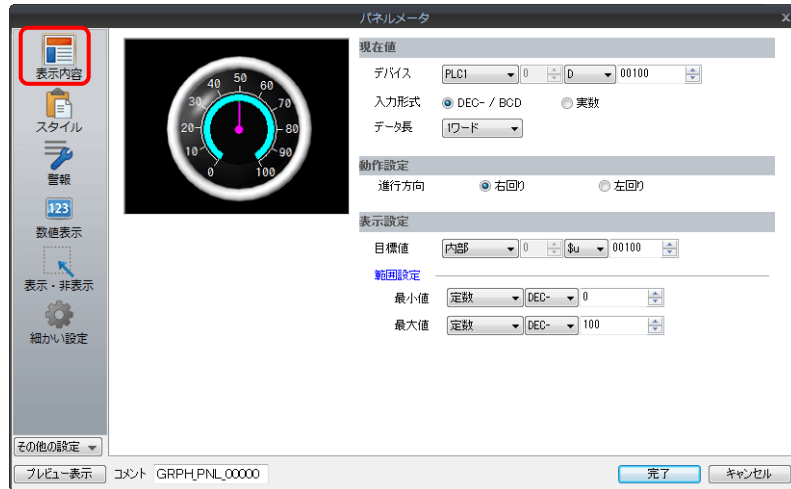 パネルメータ
x
表示内容
スタイル
警報
123
数値表示
表示・非表示
細かい設定
その他の設定
0 10 20 30 40 50 60 70 80 90 100
現在値
デバイス PLC1 0 D 00100
入力形式 DEC- / BCD 実数
データ長 1ワード
動作設定
進行方向 右回り 左回り
表示設定
目標値 内部 0 $u 00100
範囲設定
最小値 定数 DEC- 0
最大値 定数 DEC- 100
プレビュー表示 コメント GRPH_PNL_00000 完了 キャンセル